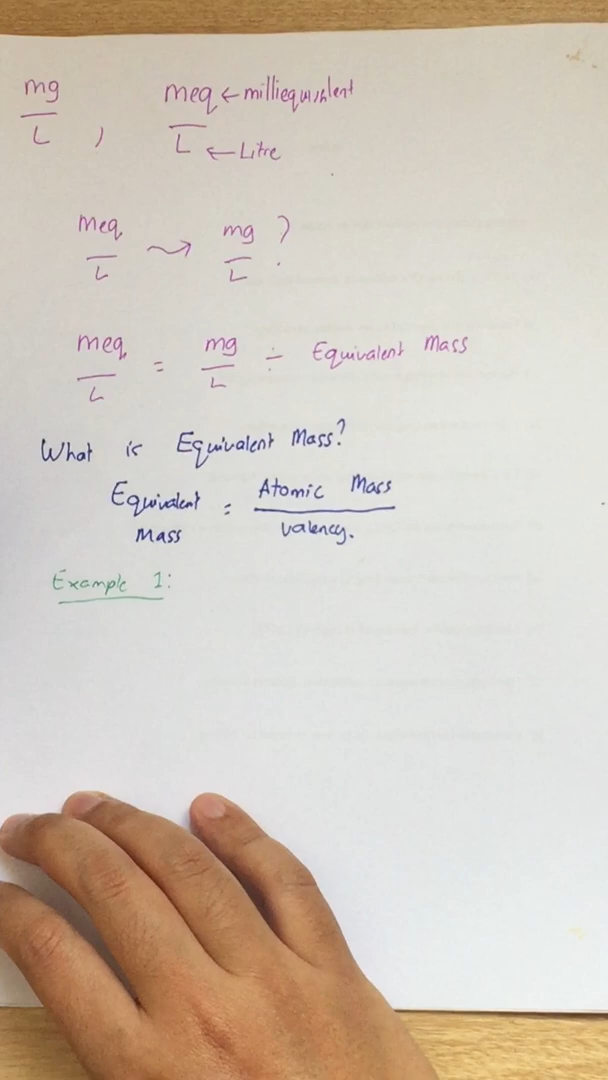 mg meq ← milliequivalent
L , L ← Litre
meq mg ?
L L
meq = mg ÷ Equivalent Mass
L L
What is Equivalent Mass?
Equivalent = Atomic Mass
Mass valency.
Example 1: